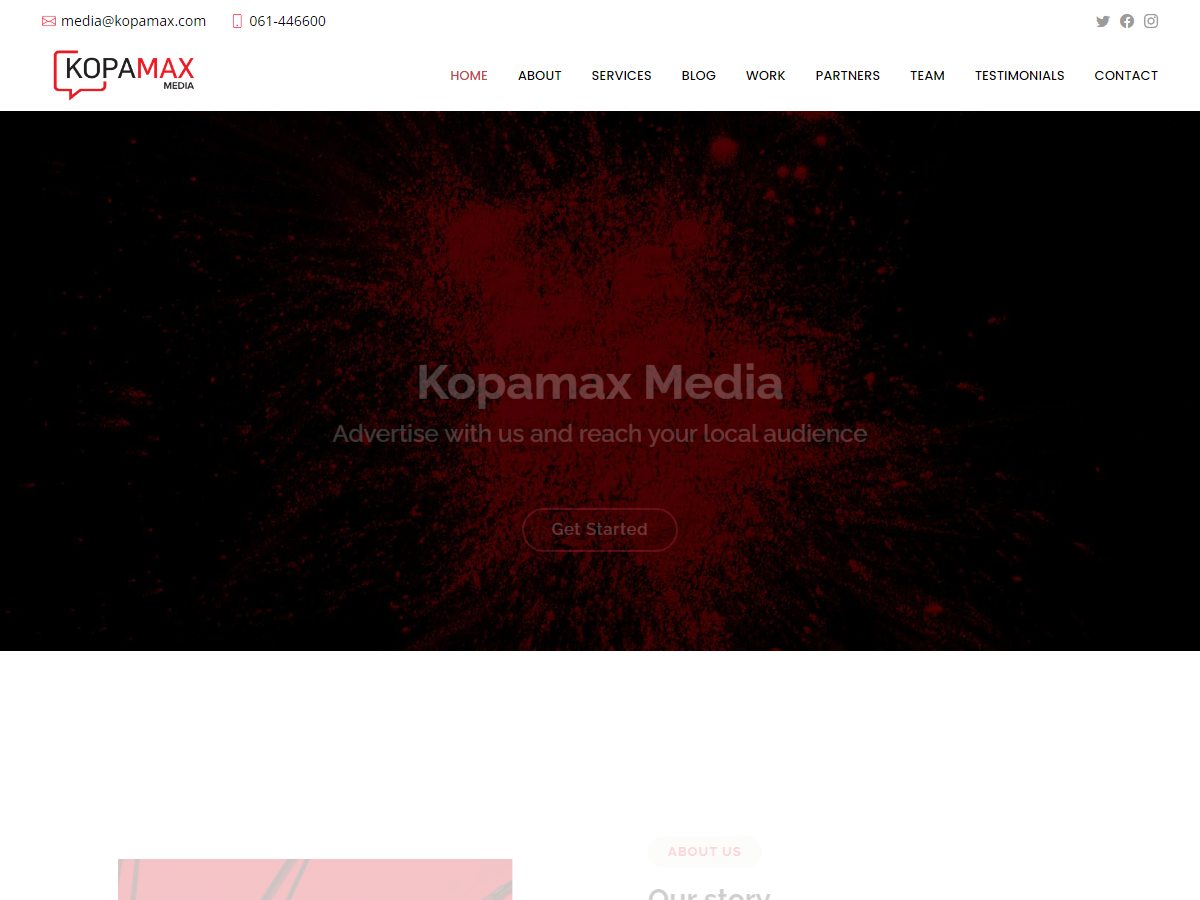 media@kopamax.com 061-446600
KOPAMAX
MEDIA
HOME ABOUT SERVICES BLOG WORK PARTNERS TEAM TESTIMONIALS CONTACT
Kopamax Media
Advertise with us and reach your local audience
Get Started
ABOUT US
Our story